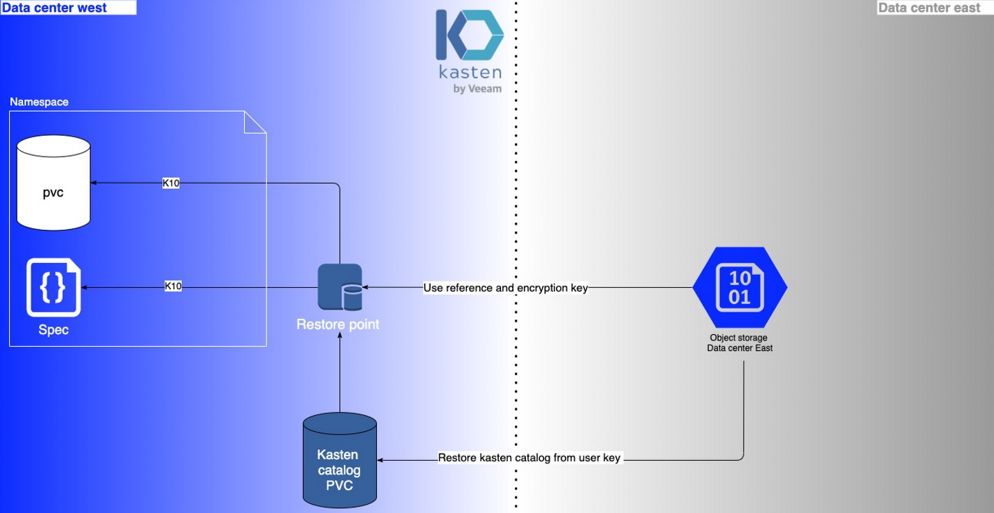 Data center west
Data center east
kasten
by Veeam
Namespace
pvc
K10
{}
Spec
K10
Restore point
Use reference and encryption key
10
01
Object storage
Data center East
Kasten
catalog
PVC
Restore kasten catalog from user key